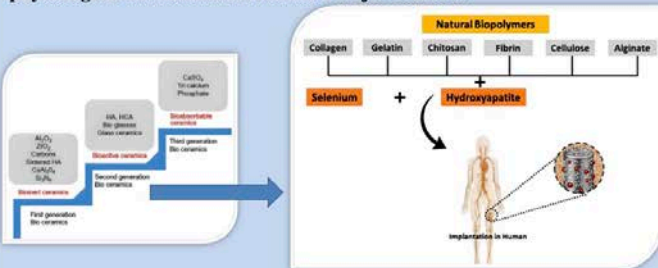 Natural Biopolymers
Collagen
Gelatin
Chitosan
Fibrin
Cellulose
Alginate
+
Selenium
+
Hydroxyapatite
Implantation in Human
CaSO₄
Tri calcium
Phosphate
Bioabsorbable
ceramics
Third generation
Bio ceramics
HA, HCA
Bio glasses
Glass ceramics
Bioactive ceramics
Second generation
Bio ceramics
Al₂O₃
ZrO₂
Carbons
Sintered HA
Bioinert ceramics
First generation
Bio ceramics